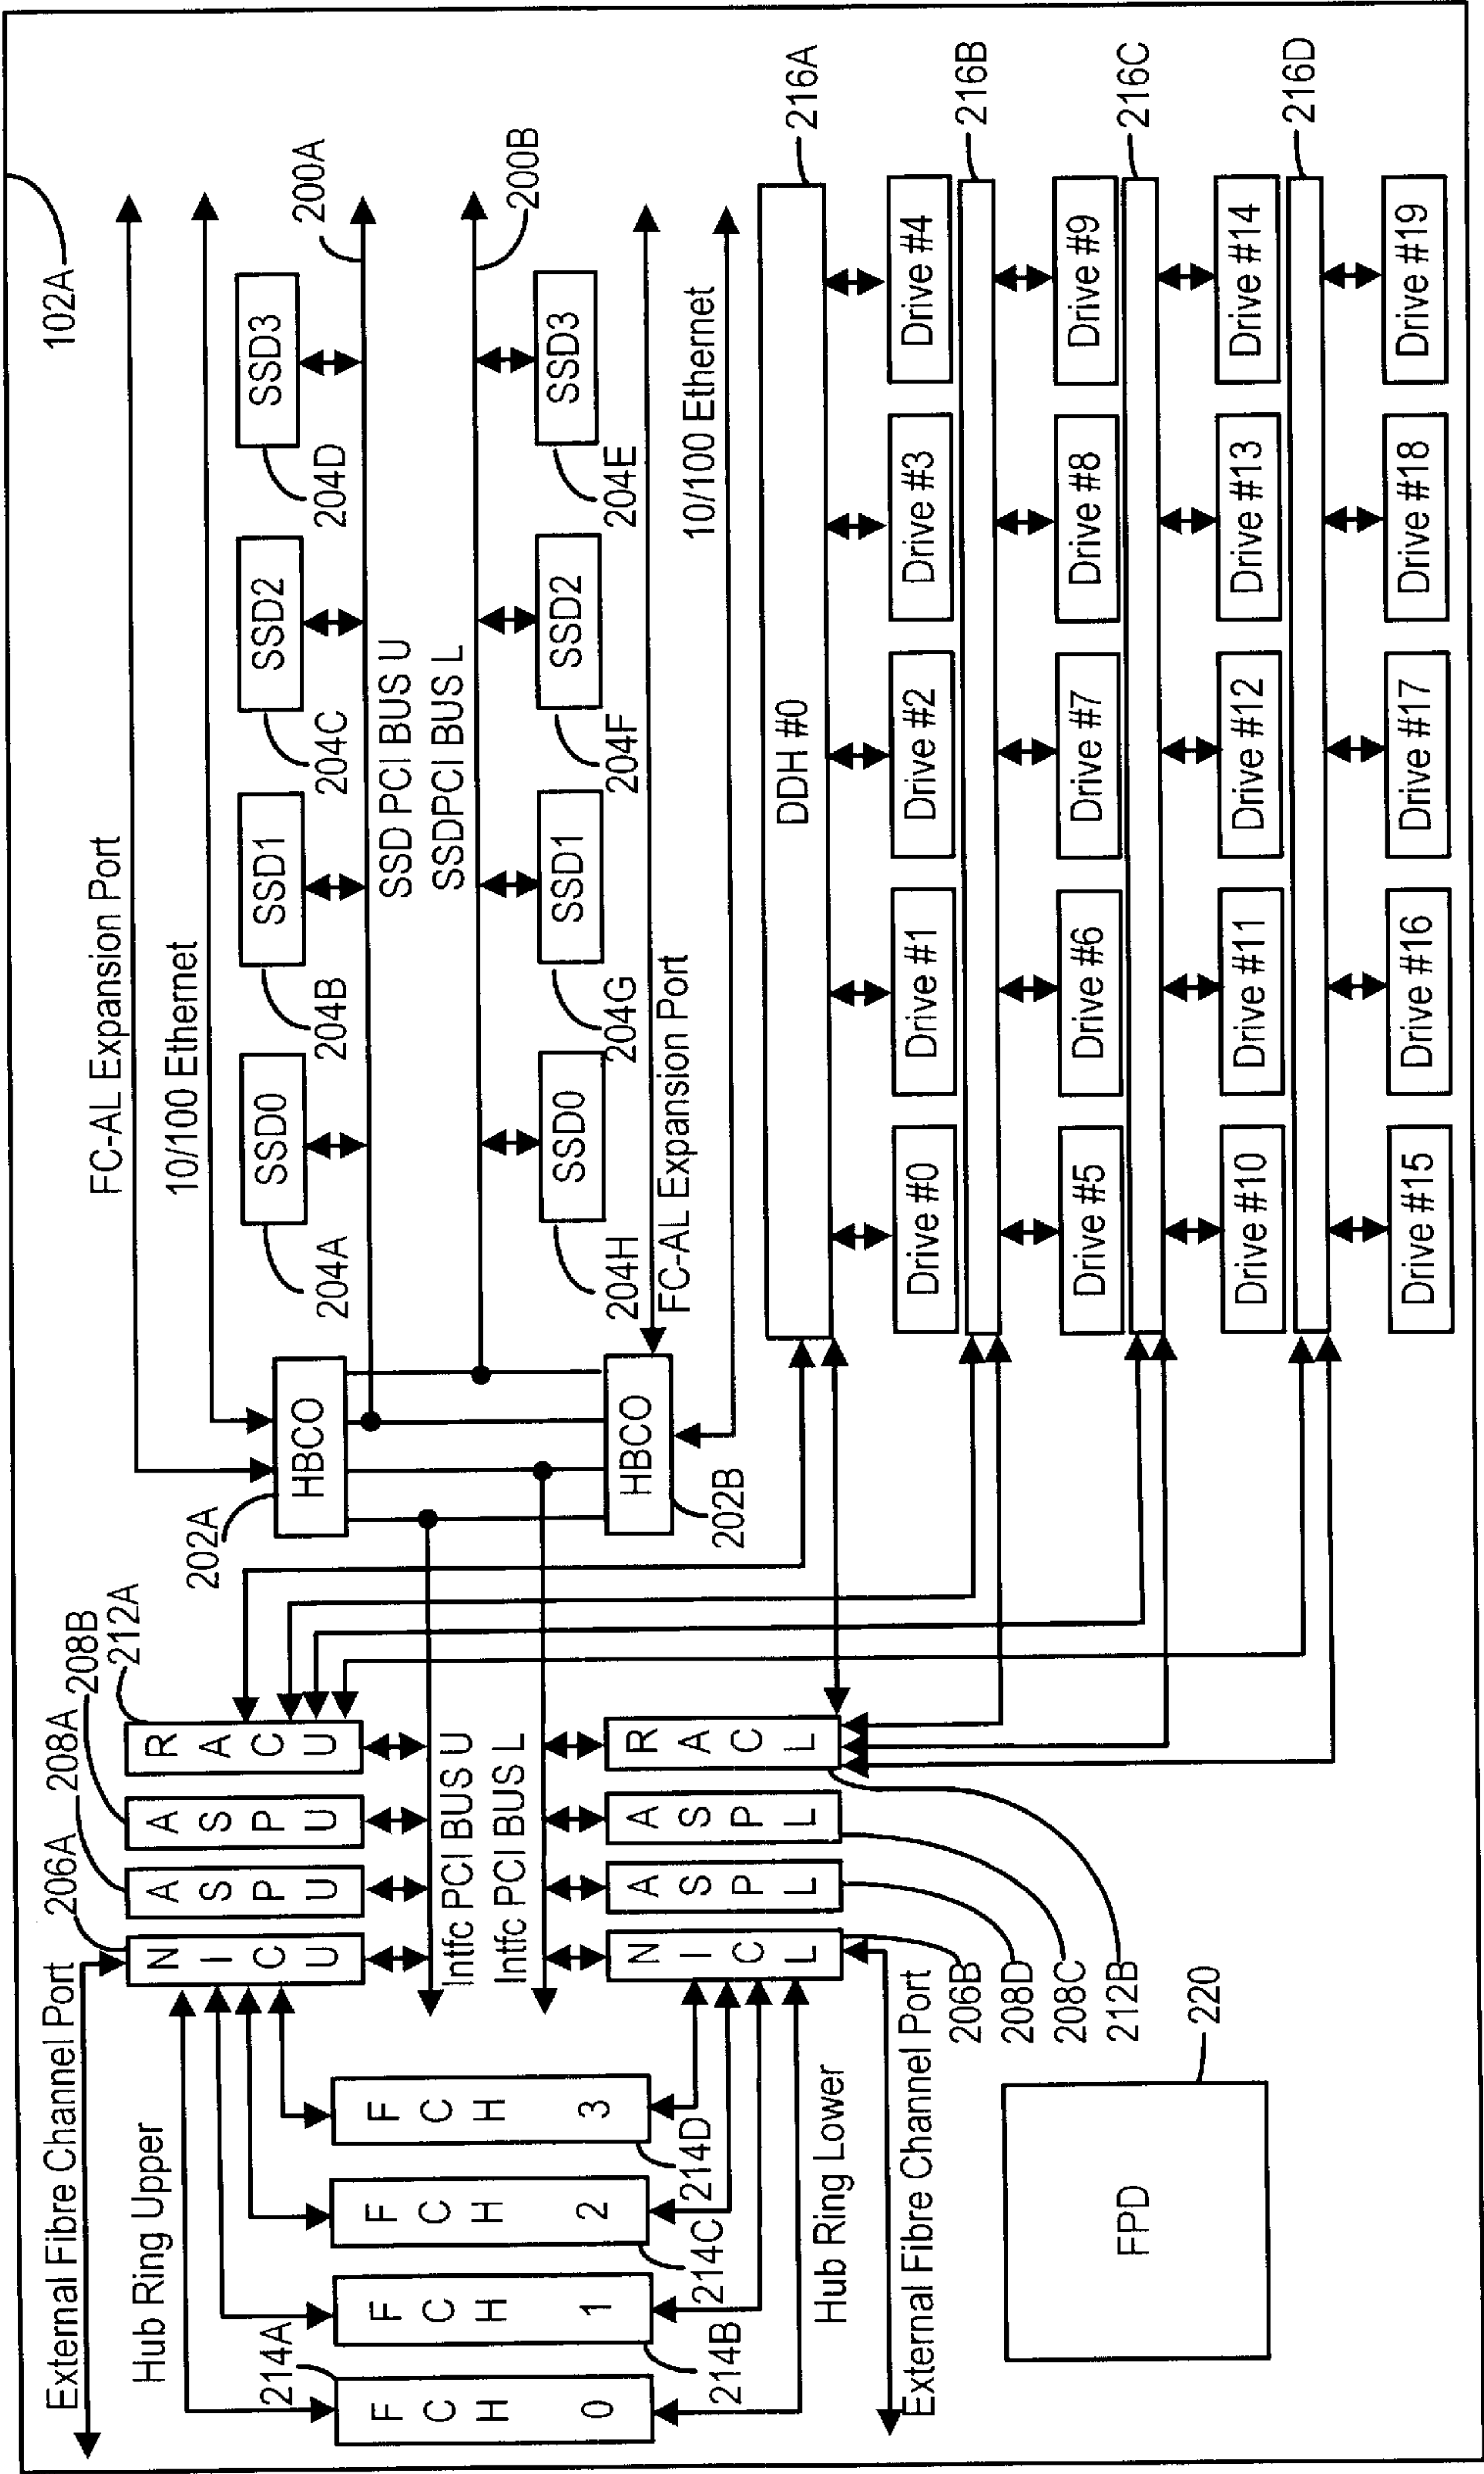 102A
FC-AL Expansion Port
10/100 Ethernet
SSD0
SSD1
SSD2
SSD3
204A
204B
204C
204D
200A
SSD PCI BUS U
SSDPCI BUS L
200B
SSD0
SSD1
SSD2
SSD3
204H
204G
204F
204E
FC-AL Expansion Port
10/100 Ethernet
HBCO
202A
HBCO
202B
External Fibre Channel Port
Hub Ring Upper
206A
208A
208B
212A
NICU
ASPU
ASPU
RACU
Intfc PCI BUS U
Intfc PCI BUS L
NICL
ASPL
ASPL
RACL
214A
FCH 0
FCH 1
FCH 2
FCH 3
214B
214C
214D
Hub Ring Lower
External Fibre Channel Port
206B
208D
208C
212B
220
FPD
DDH #0
216A
Drive #0
Drive #1
Drive #2
Drive #3
Drive #4
216B
Drive #5
Drive #6
Drive #7
Drive #8
Drive #9
216C
Drive #10
Drive #11
Drive #12
Drive #13
Drive #14
216D
Drive #15
Drive #16
Drive #17
Drive #18
Drive #19